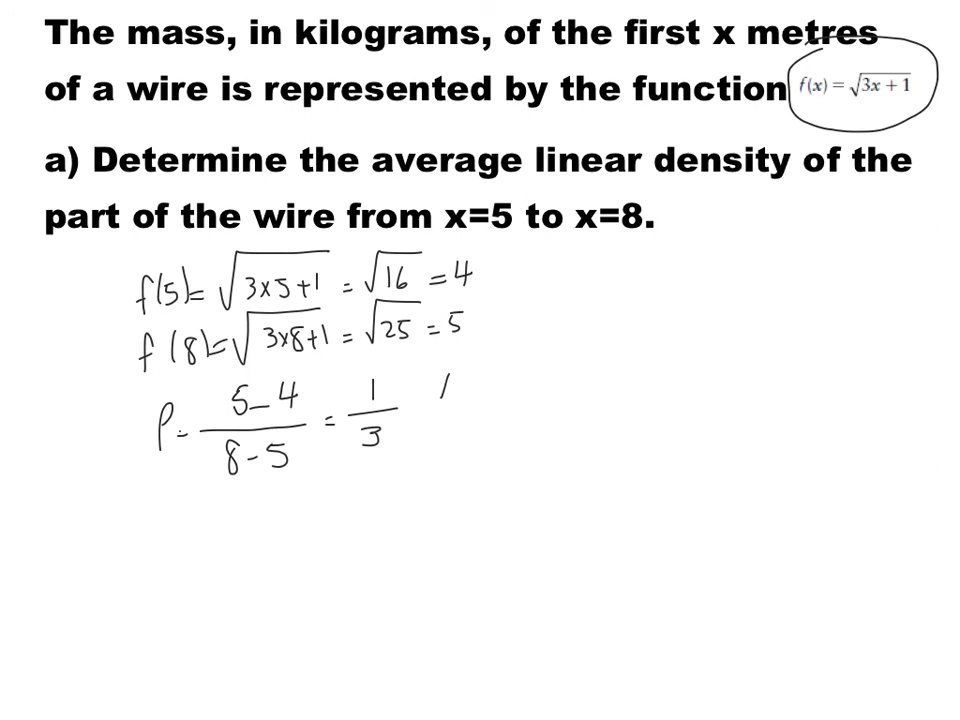 The mass, in kilograms, of the first x metres
of a wire is represented by the function f(x) = √3x + 1
a) Determine the average linear density of the
part of the wire from x=5 to x=8.
f(5)= √3x5+1 = √16 = 4
f(8)= √3x8+1 = √25 = 5
ρ = 5-4 / 8-5 = 1/3